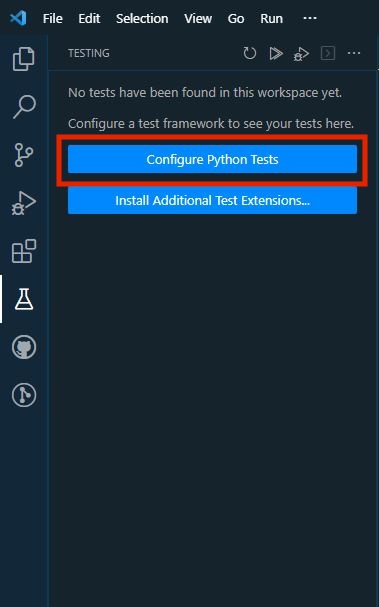 File Edit Selection View Go Run ...
TESTING
No tests have been found in this workspace yet.
Configure a test framework to see your tests here.
Configure Python Tests
Install Additional Test Extensions...